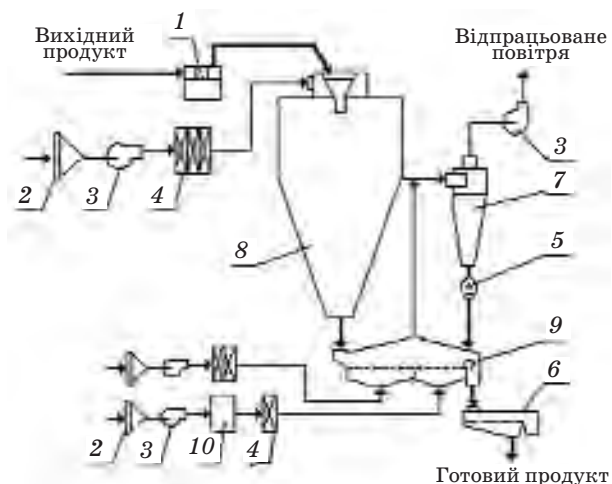 Вихідний
продукт
1
Відпрацьоване
повітря
2
3
4
3
7
8
5
9
6
2
3
10
4
Готовий продукт